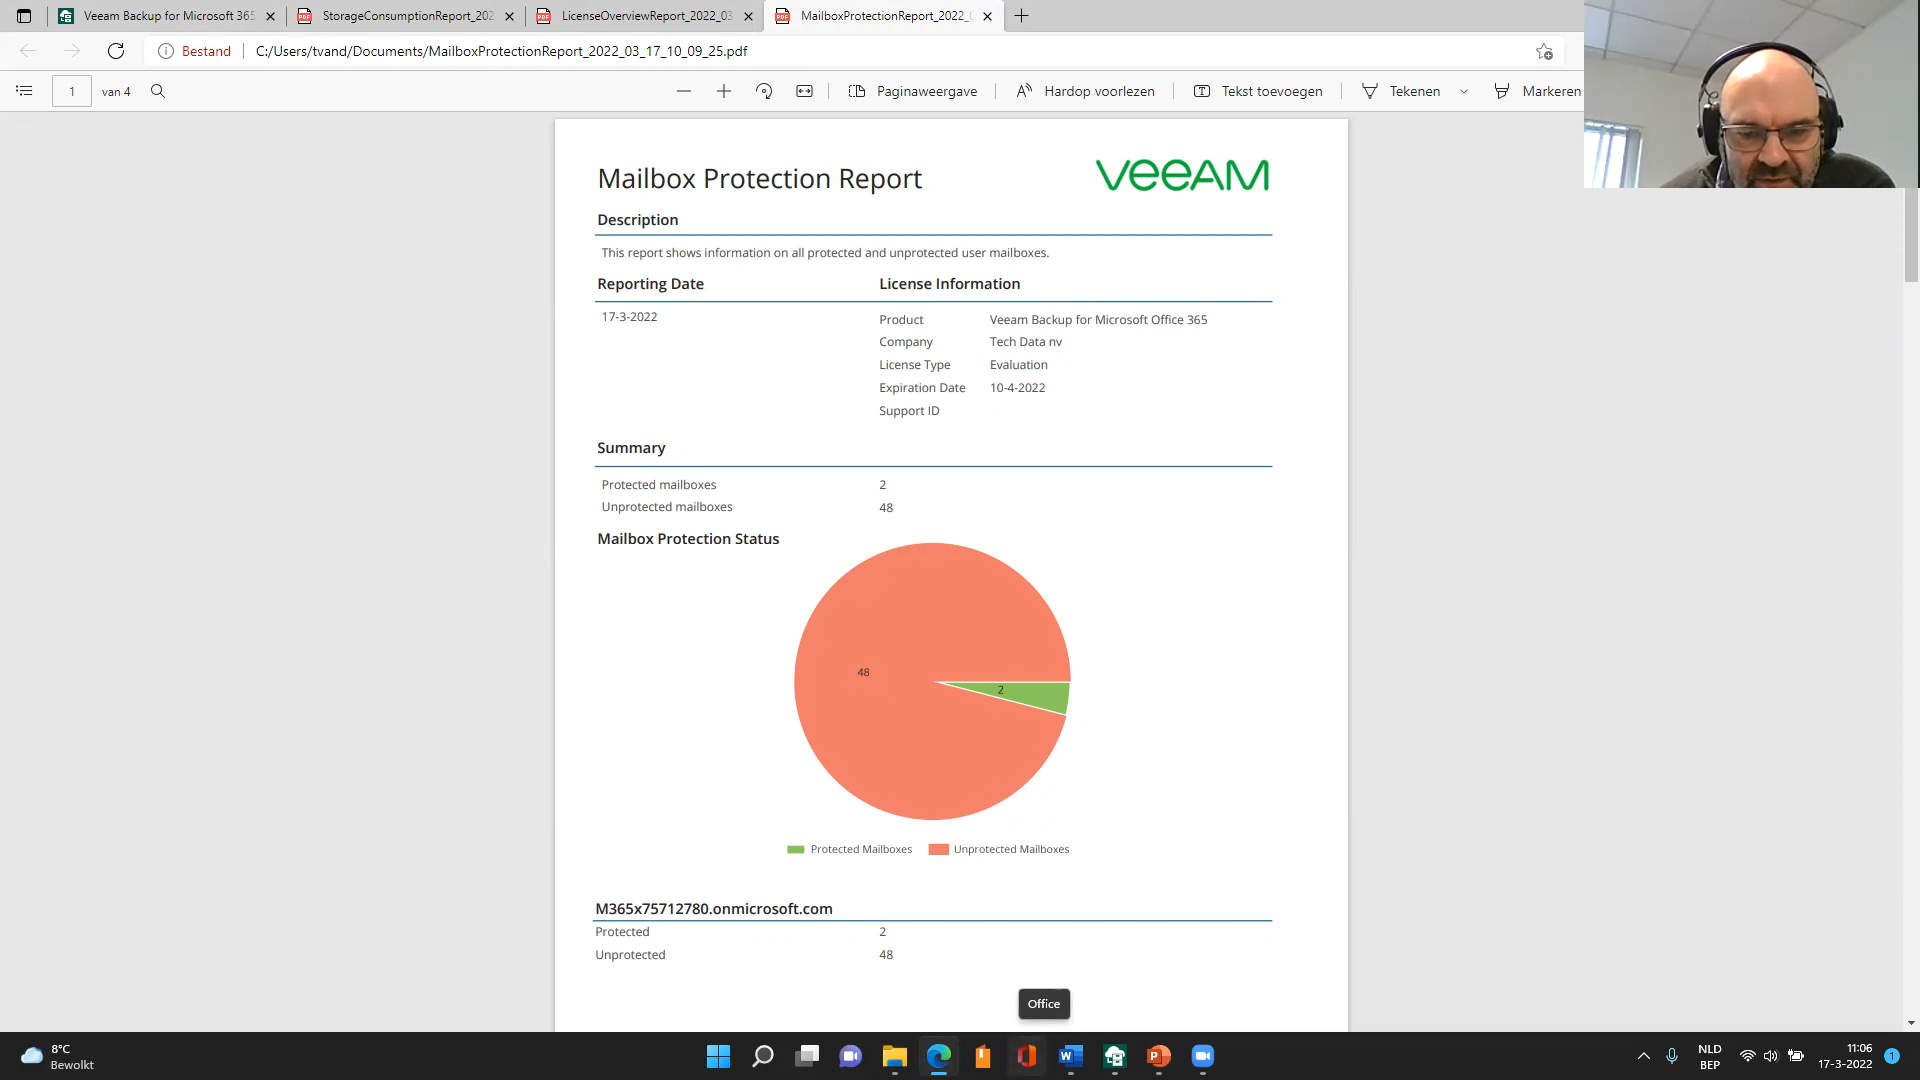 Veeam Backup for Microsoft 365
StorageConsumptionReport_202
LicenseOverviewReport_2022_03
MailboxProtectionReport_2022_
Bestand
C:/Users/tvand/Documents/MailboxProtectionReport_2022_03_17_10_09_25.pdf
1 van 4
Paginaweergave
Hardop voorlezen
Tekst toevoegen
Tekenen
Markeren
Mailbox Protection Report
veeAM
Description
This report shows information on all protected and unprotected user mailboxes.
Reporting Date License Information
17-3-2022
Product Veeam Backup for Microsoft Office 365
Company Tech Data nv
License Type Evaluation
Expiration Date 10-4-2022
Support ID
Summary
Protected mailboxes 2
Unprotected mailboxes 48
Mailbox Protection Status
48
2
Protected Mailboxes Unprotected Mailboxes
M365x75712780.onmicrosoft.com
Protected 2
Unprotected 48
Office
8°C
Bewolkt
NLD
BEP
11:06
17-3-2022
1